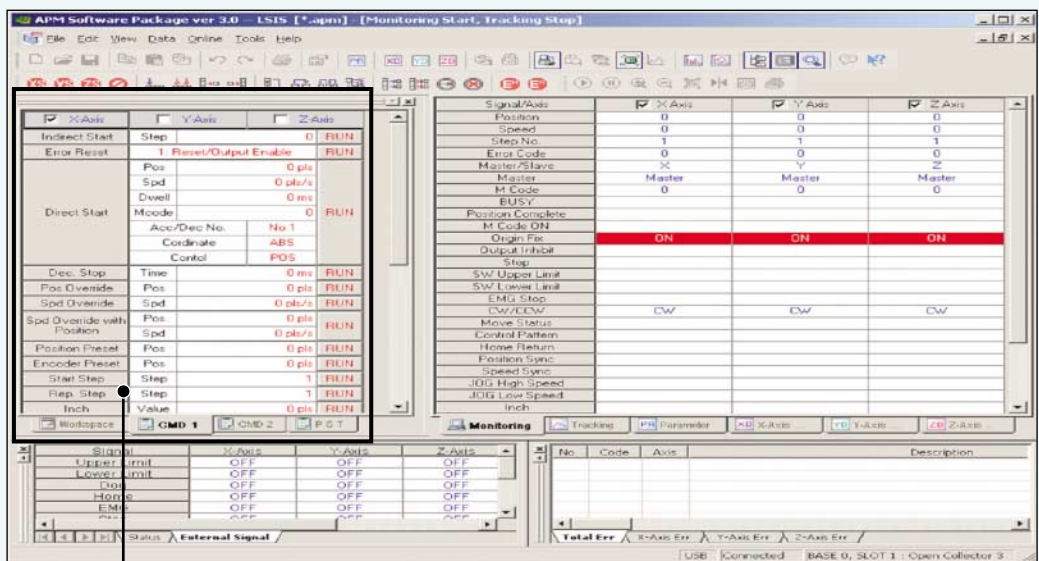 APM Software Package ver 3.0 -- LSIS [*.apm] - [Monitoring Start, Tracking Stop]
File Edit View Data Online Tools Help
X-Axis Y-Axis Z-Axis
Indirect Start Step 0 RUN
Error Reset 1: Reset/Output Enable RUN
Direct Start
Pos 0 pls
Spd 0 pls/s
Dwell 0 ms
Mcode 0 RUN
Acc/Dec No. No.1
Cordinate ABS
Contol POS
Dec. Stop Time 0 ms RUN
Pos Override Pos 0 pls RUN
Spd Override Spd 0 pls/s RUN
Spd Override with Position
Pos 0 pls
Spd 0 pls/s RUN
Position Preset Pos 0 pls RUN
Encoder Preset Pos 0 pls RUN
Start Step Step 1 RUN
Rep. Step Step 1 RUN
Inch Value 0 pls RUN
Workspace CMD 1 CMD 2 P S T
Signal/Axis X Axis Y Axis Z Axis
Position 0 0 0
Speed 0 0 0
Step No. 1 1 1
Error Code 0 0 0
Master/Slave X Y Z
Master Master Master Master
M Code 0 0 0
BUSY
Position Complete
M Code ON
Origin Fix ON ON ON
Output Inhibit
Stop
SW Upper Limit
SW Lower Limit
EMG Stop
CW/CCW CW CW CW
Move Status
Control Pattern
Home Return
Position Sync
Speed Sync
JOG High Speed
JOG Low Speed
Inch
Monitoring Tracking PR Parameter XD X-Axis ... YD Y-Axis ... ZD Z-Axis ...
Signal X-Axis Y-Axis Z-Axis
Upper Limit OFF OFF OFF
Lower Limit OFF OFF OFF
Dog OFF OFF OFF
Home OFF OFF OFF
EMG OFF OFF OFF
Status External Signal
No Code Axis Description
Total Err X-Axis Err Y-Axis Err Z-Axis Err
USB Connected BASE 0, SLOT 1 : Open Collector 3